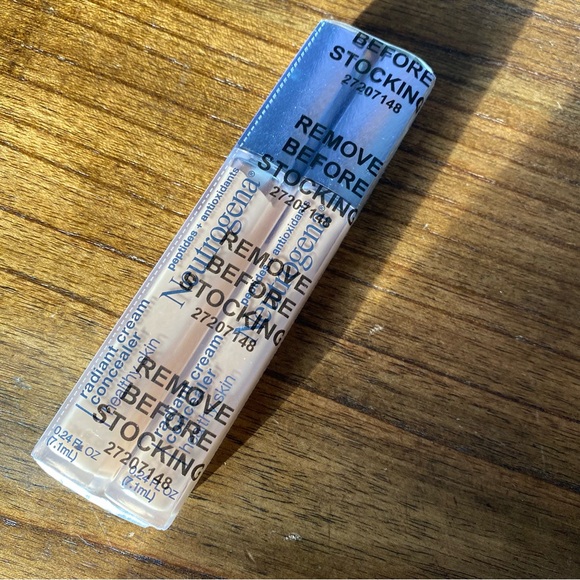 BEFORE
STOCKING
27207148
REMOVE
BEFORE
STOCKING
27207148
REMOVE
BEFORE
STOCKING
27207148
REMOVE
BEFORE
STOCKING
27207148
peptides + antioxidants
Neutrogena®
radiant cream
concealer
healthy skin
0.24 FL OZ
(7.1mL)
peptides + antioxidants
Neutrogena
radiant cream
concealer
healthy skin
0.24 FL OZ
(7.1mL)